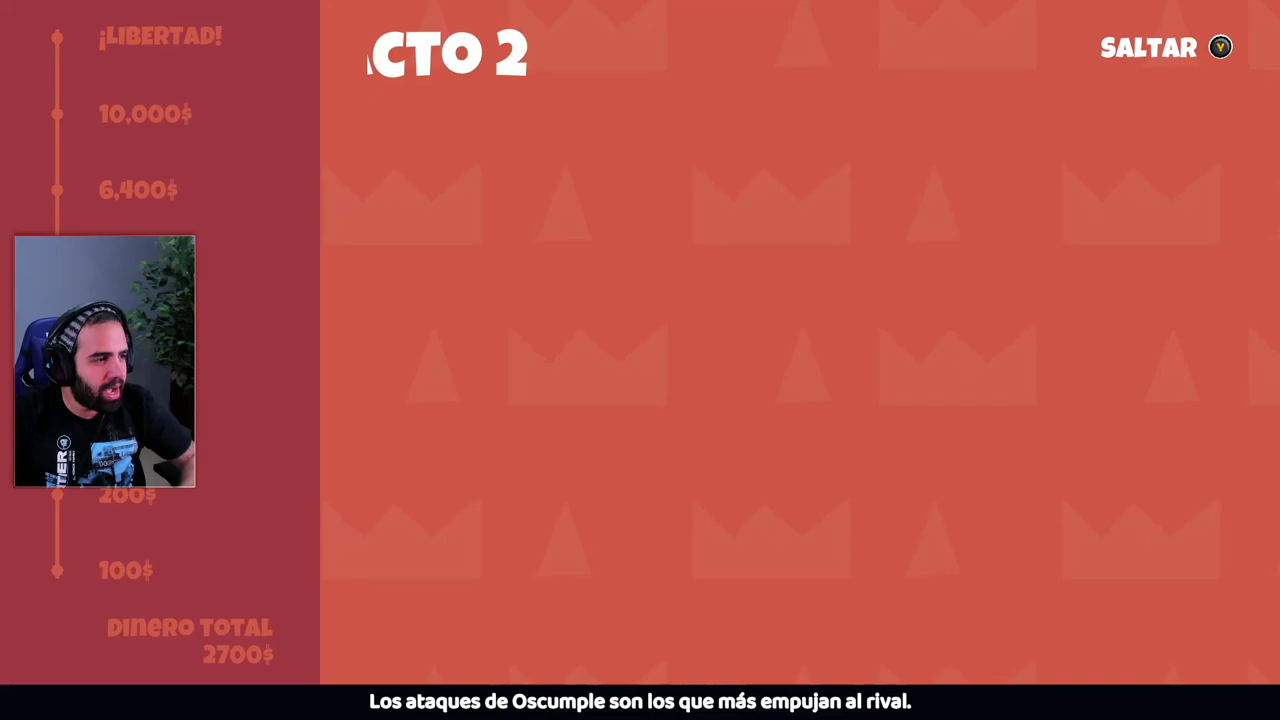 ¡LIBERTAD!
10,000$
6,400$
200$
100$
DINERO TOTAL
2700$
ACTO 2
SALTAR Y
Los ataques de Oscumple son los que más empujan al rival.